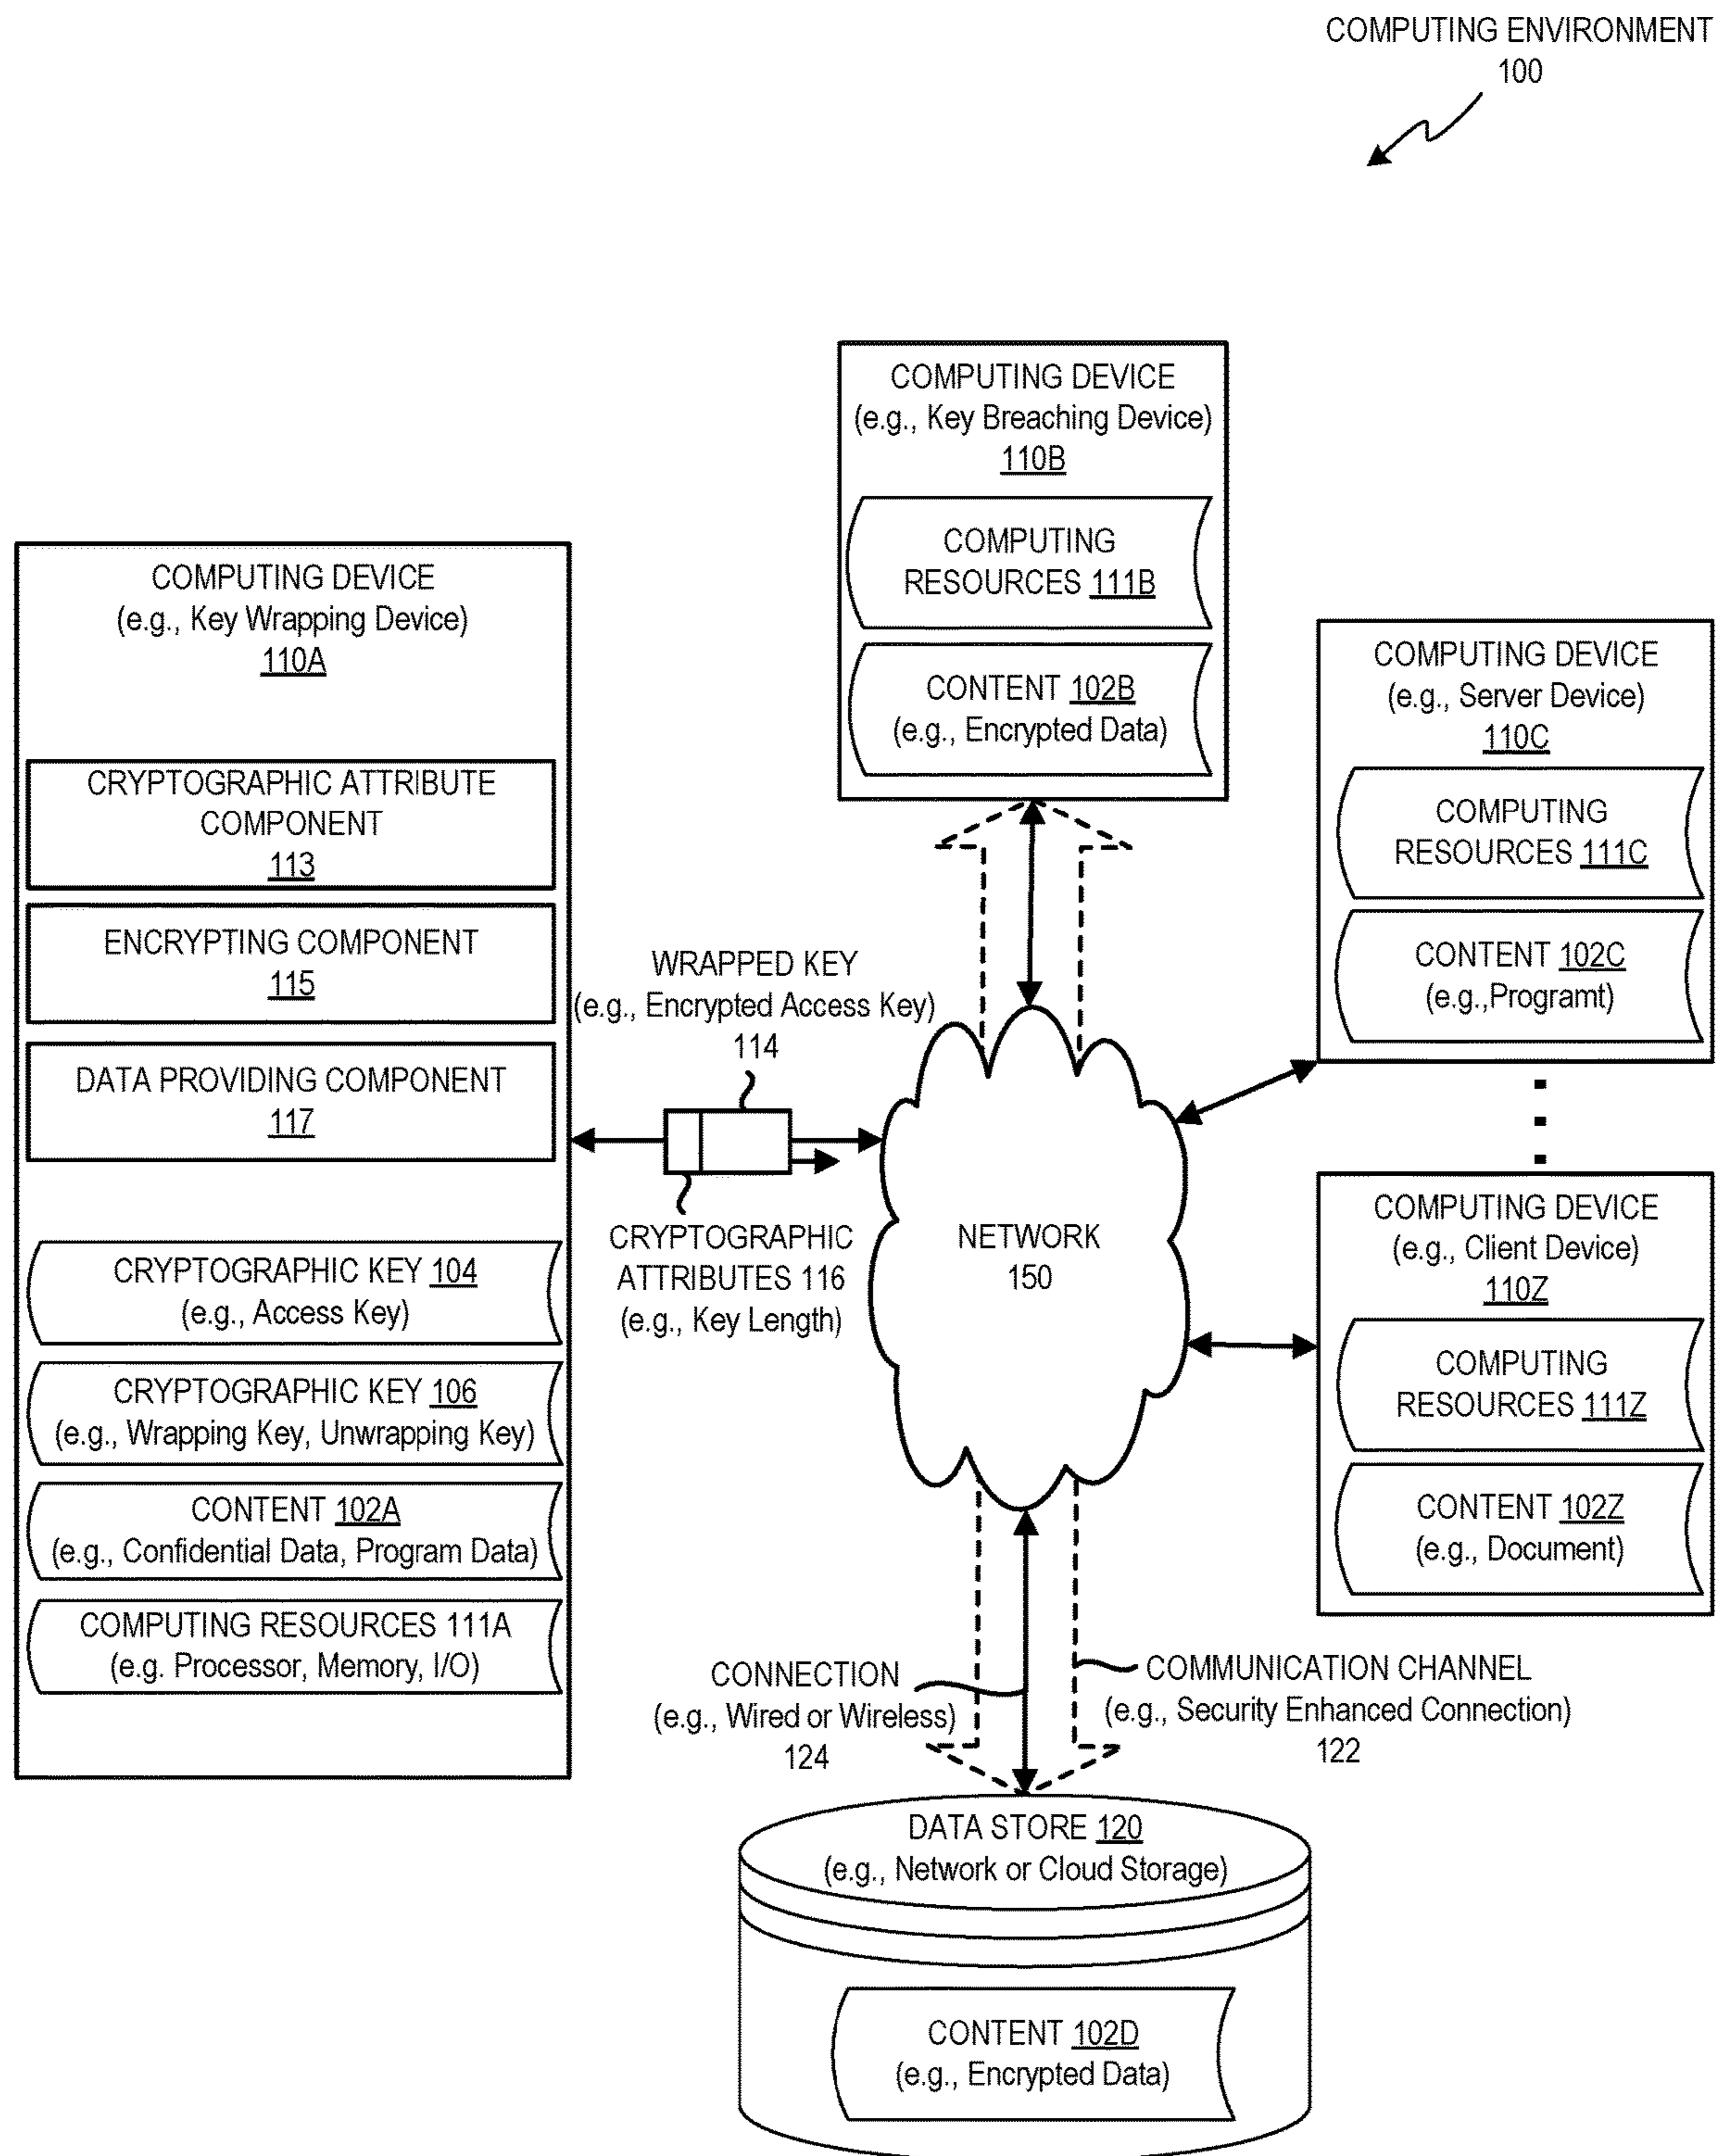 COMPUTING ENVIRONMENT
100
COMPUTING DEVICE
(e.g., Key Breaching Device)
110B
COMPUTING
RESOURCES 111B
CONTENT 102B
(e.g., Encrypted Data)
COMPUTING DEVICE
(e.g., Key Wrapping Device)
110A
CRYPTOGRAPHIC ATTRIBUTE
COMPONENT
113
ENCRYPTING COMPONENT
115
DATA PROVIDING COMPONENT
117
CRYPTOGRAPHIC KEY 104
(e.g., Access Key)
CRYPTOGRAPHIC KEY 106
(e.g., Wrapping Key, Unwrapping Key)
CONTENT 102A
(e.g., Confidential Data, Program Data)
COMPUTING RESOURCES 111A
(e.g. Processor, Memory, I/O)
WRAPPED KEY
(e.g., Encrypted Access Key)
114
CRYPTOGRAPHIC
ATTRIBUTES 116
(e.g., Key Length)
NETWORK
150
COMPUTING DEVICE
(e.g., Server Device)
110C
COMPUTING
RESOURCES 111C
CONTENT 102C
(e.g.,Programt)
COMPUTING DEVICE
(e.g., Client Device)
110Z
COMPUTING
RESOURCES 111Z
CONTENT 102Z
(e.g., Document)
CONNECTION
(e.g., Wired or Wireless)
124
COMMUNICATION CHANNEL
(e.g., Security Enhanced Connection)
122
DATA STORE 120
(e.g., Network or Cloud Storage)
CONTENT 102D
(e.g., Encrypted Data)